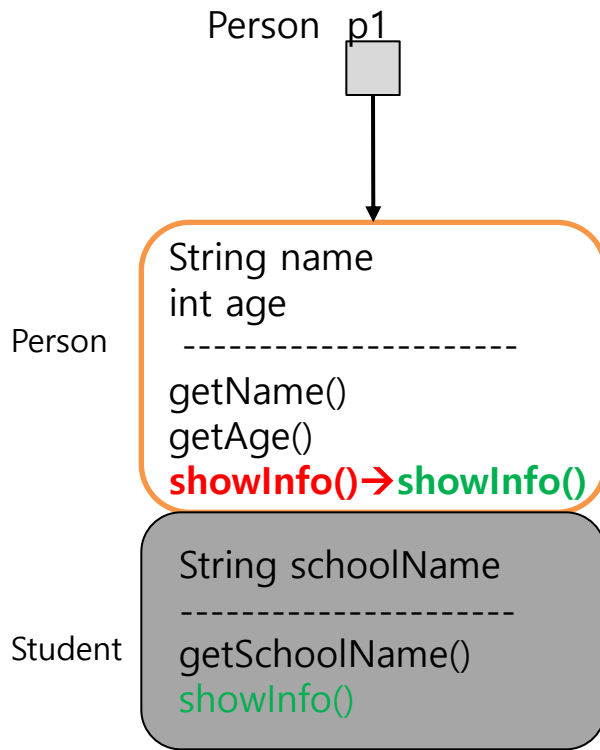 Person p1
String name
int age
Person
----------------------
getName()
getAge()
showInfo()→showInfo()
String schoolName
----------------------
Student
getSchoolName()
showInfo()